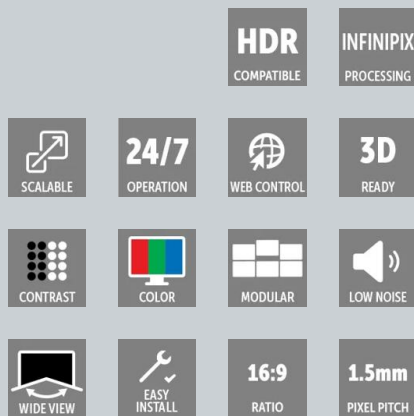 HDR
COMPATIBLE
INFINIPIX
PROCESSING
SCALABLE
24/7
OPERATION
WEB CONTROL
3D
READY
CONTRAST
COLOR
MODULAR
LOW NOISE
WIDE VIEW
EASY
INSTALL
16:9
RATIO
1.5mm
PIXEL PITCH